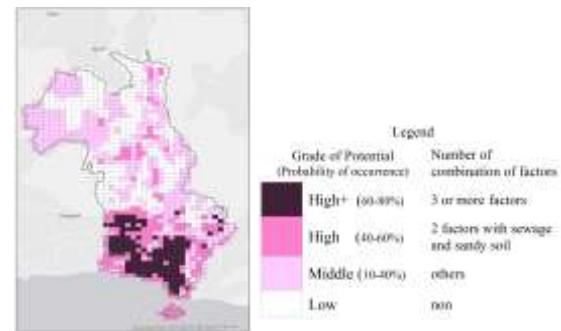 Legend
Grade of Potential
(Probability of occurrence)
Number of
combination of factors
High+ (60-80%)
3 or more factors
High (40-60%)
2 factors with sewage
and sandy soil
Middle (10-40%)
others
Low
non